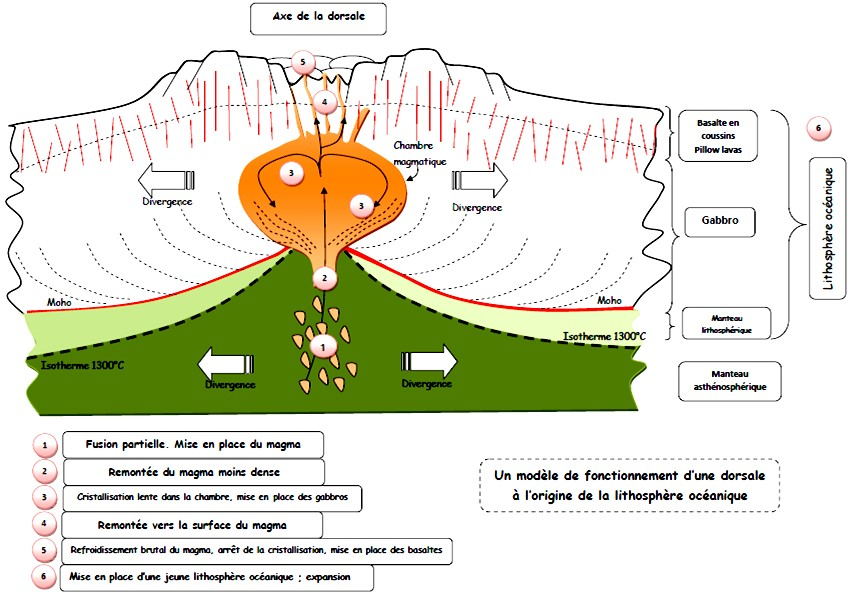 Axe de la dorsale
5
4
Chambre
magmatique
3
3
Divergence
Divergence
2
Moho
Moho
Isotherme 1300°C
Isotherme 1300°C
1
Divergence
Divergence
Basalte en
coussins
Pillow lavas
Gabbro
Manteau
lithosphérique
Manteau
asthénosphérique
6
Lithosphère océanique
1 Fusion partielle. Mise en place du magma
2 Remontée du magma moins dense
3 Cristallisation lente dans la chambre, mise en place des gabbros
4 Remontée vers la surface du magma
5 Refroidissement brutal du magma, arrêt de la cristallisation, mise en place des basaltes
6 Mise en place d'une jeune lithosphère océanique ; expansion
Un modèle de fonctionnement d'une dorsale
à l'origine de la lithosphère océanique